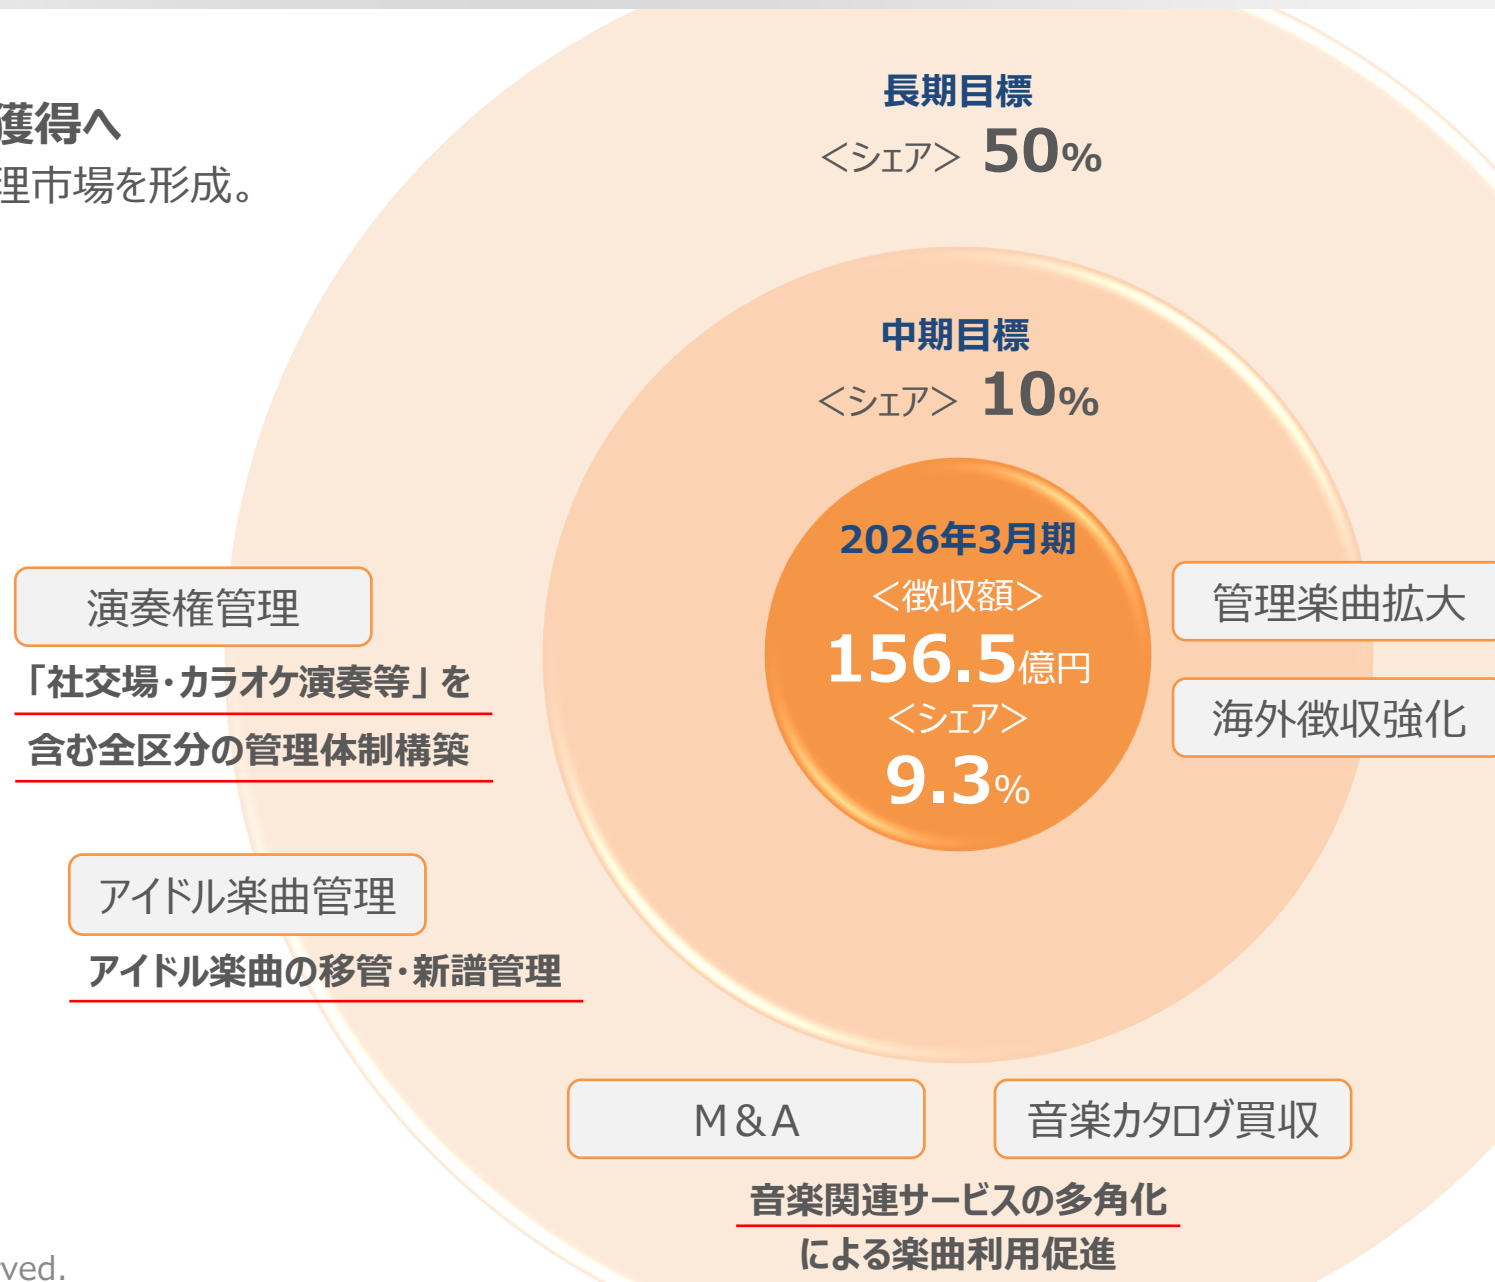 獲得へ
理市場を形成。
長期目標
＜シェア＞ 50%
中期目標
＜シェア＞ 10%
2026年3月期
＜徴収額＞
156.5億円
＜シェア＞
9.3%
演奏権管理
「社交場・カラオケ演奏等」を
含む全区分の管理体制構築
アイドル楽曲管理
アイドル楽曲の移管・新譜管理
管理楽曲拡大
海外徴収強化
M＆A
音楽カタログ買収
音楽関連サービスの多角化
による楽曲利用促進
ved.